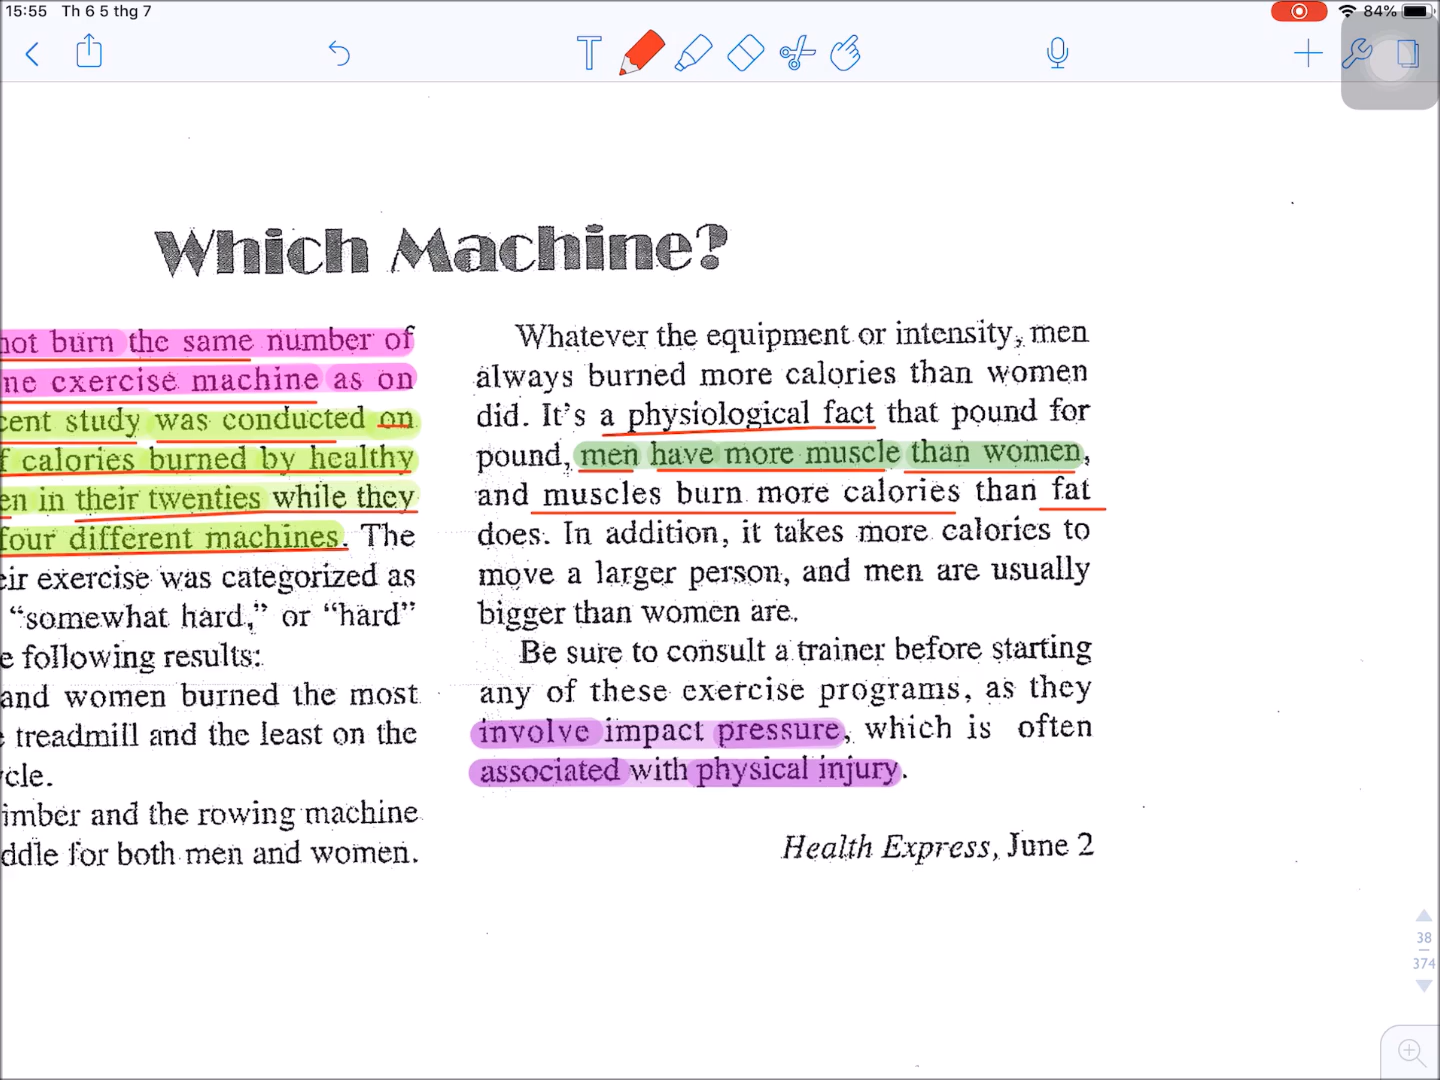 15:55 Th 6 5 thg 7
84%
T
Which Machine?
not burn the same number of
ne exercise machine as on
cent study was conducted on
f calories burned by healthy
en in their twenties while they
four different machines. The
eir exercise was categorized as
"somewhat hard," or "hard"
e following results:
and women burned the most
e treadmill and the least on the
cle.
imber and the rowing machine
ddle for both men and women.
Whatever the equipment or intensity, men
always burned more calories than women
did. It's a physiological fact that pound for
pound, men have more muscle than women,
and muscles burn more calories than fat
does. In addition, it takes more calories to
move a larger person, and men are usually
bigger than women are.
Be sure to consult a trainer before starting
any of these exercise programs, as they
involve impact pressure, which is often
associated with physical injury.
Health Express, June 2
38
374